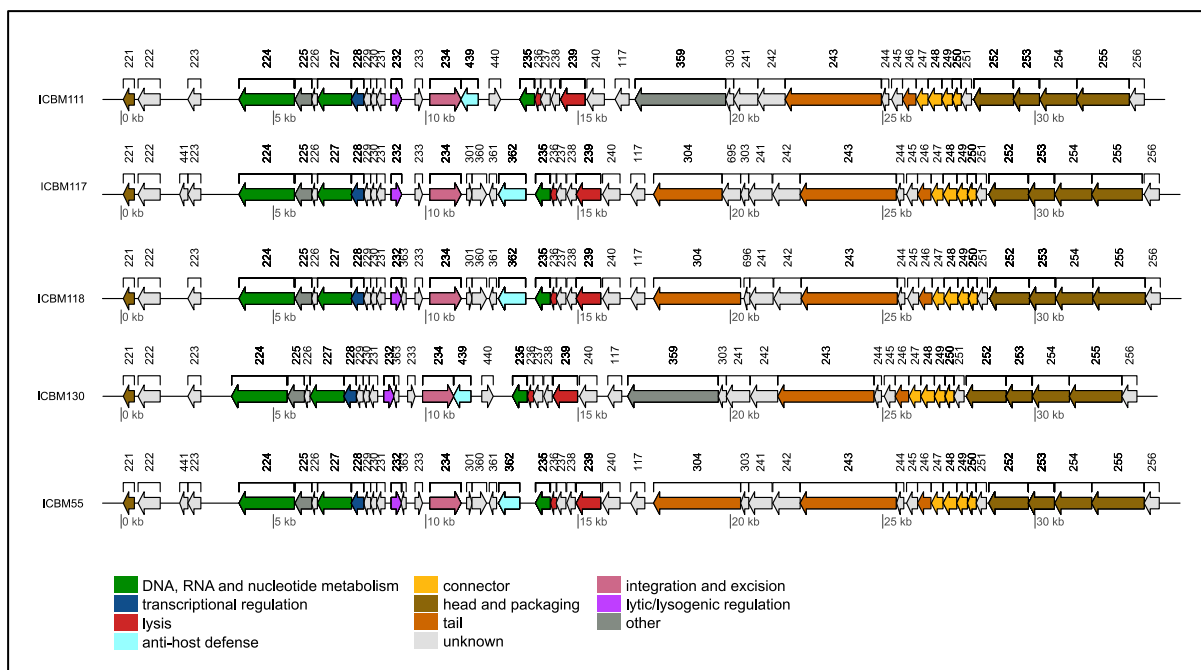 221 222 223 224 225 226 227 228 229 230 231 232 233 234 439 440 235 236 237 238 239 240 117 359 303 241 242 243 244 245 246 247 248 249 250 251 252 253 254 255 256
ICBM111
0 kb 5 kb 10 kb 15 kb 20 kb 25 kb 30 kb
221 222 441 223 224 225 226 227 228 229 230 231 232 233 234 301 360 361 362 235 236 237 238 239 240 117 304 695 303 241 242 243 244 245 246 247 248 249 250 251 252 253 254 255 256
ICBM117
0 kb 5 kb 10 kb 15 kb 20 kb 25 kb 30 kb
221 222 223 224 225 226 227 228 229 230 231 232 363 233 234 301 360 361 362 235 236 237 238 239 240 117 304 696 241 242 243 244 245 246 247 248 249 250 251 252 253 254 255 256
ICBM118
0 kb 5 kb 10 kb 15 kb 20 kb 25 kb 30 kb
221 222 223 224 225 226 227 228 229 230 231 232 363 233 234 439 440 235 236 237 238 239 240 117 359 303 241 242 243 244 245 246 247 248 249 250 251 252 253 254 255 256
ICBM130
0 kb 5 kb 10 kb 15 kb 20 kb 25 kb 30 kb
221 222 441 223 224 225 226 227 228 229 230 231 232 363 233 234 301 360 361 362 235 236 237 238 239 240 117 304 303 241 242 243 244 245 246 247 248 249 250 251 252 253 254 255 256
ICBM55
0 kb 5 kb 10 kb 15 kb 20 kb 25 kb 30 kb
DNA, RNA and nucleotide metabolism connector integration and excision
transcriptional regulation head and packaging lytic/lysogenic regulation
lysis tail other
anti-host defense unknown